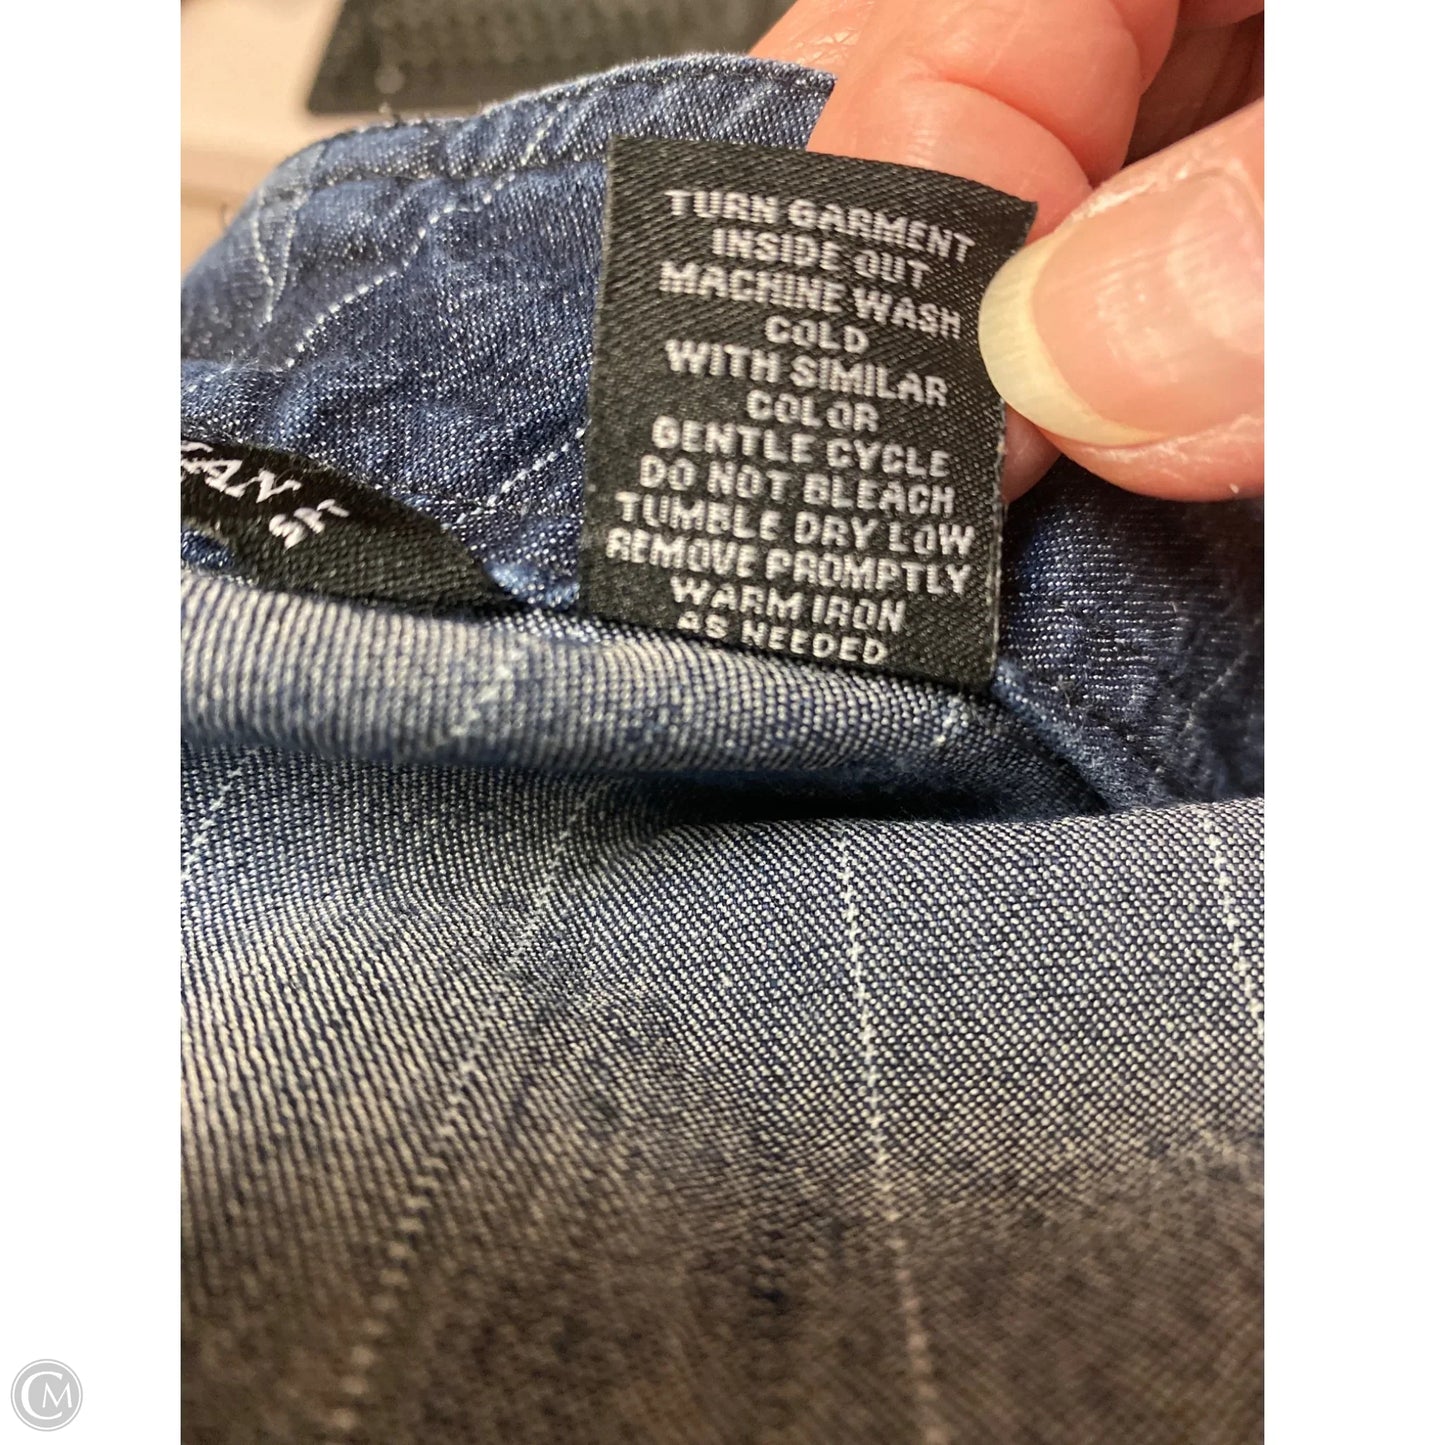 TURN GARMENT
INSIDE OUT
MACHINE WASH
COLD
WITH SIMILAR
COLOR
GENTLE CYCLE
DO NOT BLEACH
TUMBLE DRY LOW
REMOVE PROMPTLY
WARM IRON
AS NEEDED
CM